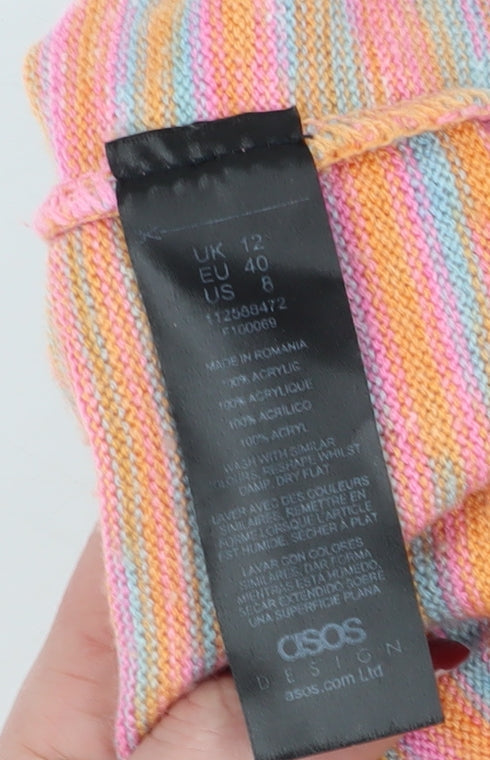 UK 12
EU 40
US 8
112588472
F100069
MADE IN ROMANIA
100% ACRYLIC
100% ACRYLIQUE
100% ACRÍLICO
100% ACRYL
WASH WITH SIMILAR
COLOURS, RESHAPE WHILST
DAMP, DRY FLAT
LAVER AVEC DES COULEURS
SIMILAIRES, REMETTRE EN
FORME LORSQUE L'ARTICLE
EST HUMIDE, SÉCHER À PLAT
LAVAR CON COLORES
SIMILARES, DAR FORMA
MIENTRAS ESTÁ HÚMEDO,
SECAR EXTENDIDO SOBRE
UNA SUPERFICIE PLANA
asos
DESIGN
asos.com Ltd